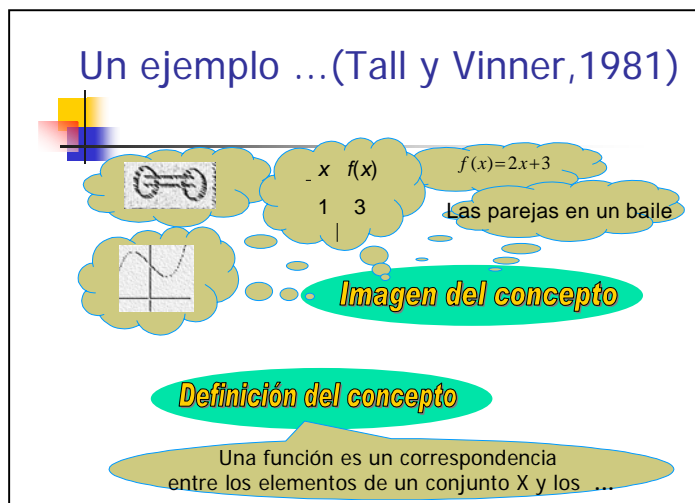 Un ejemplo ...(Tall y Vinner,1981)
x f(x)
1 3
f(x)=2x+3
Las parejas en un baile
Imagen del concepto
Definición del concepto
Una función es un correspondencia
entre los elementos de un conjunto X y los ...